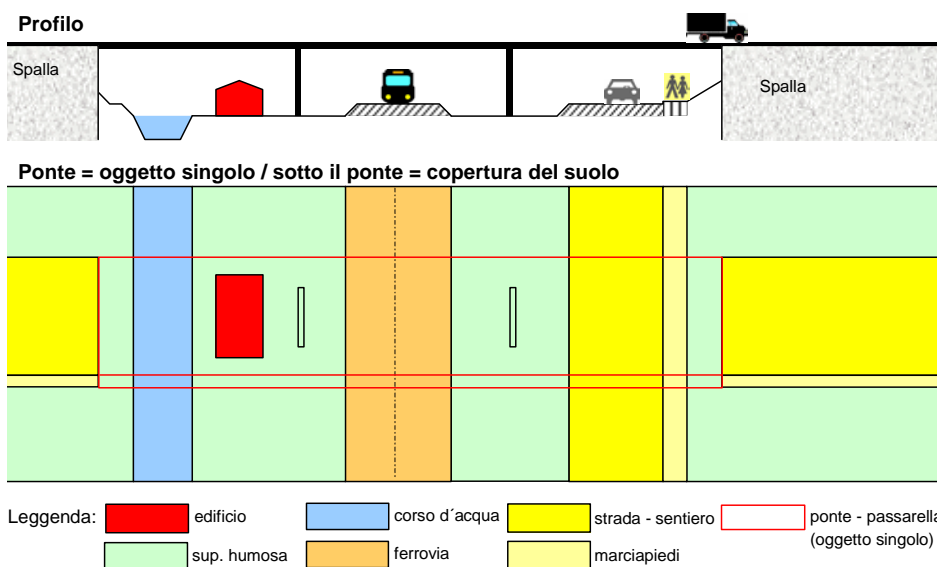 Profilo
Spalla
Spalla
Ponte = oggetto singolo / sotto il ponte = copertura del suolo
Leggenda:
edificio
corso d´acqua
strada - sentiero
ponte - passarella
(oggetto singolo)
sup. humosa
ferrovia
marciapiedi